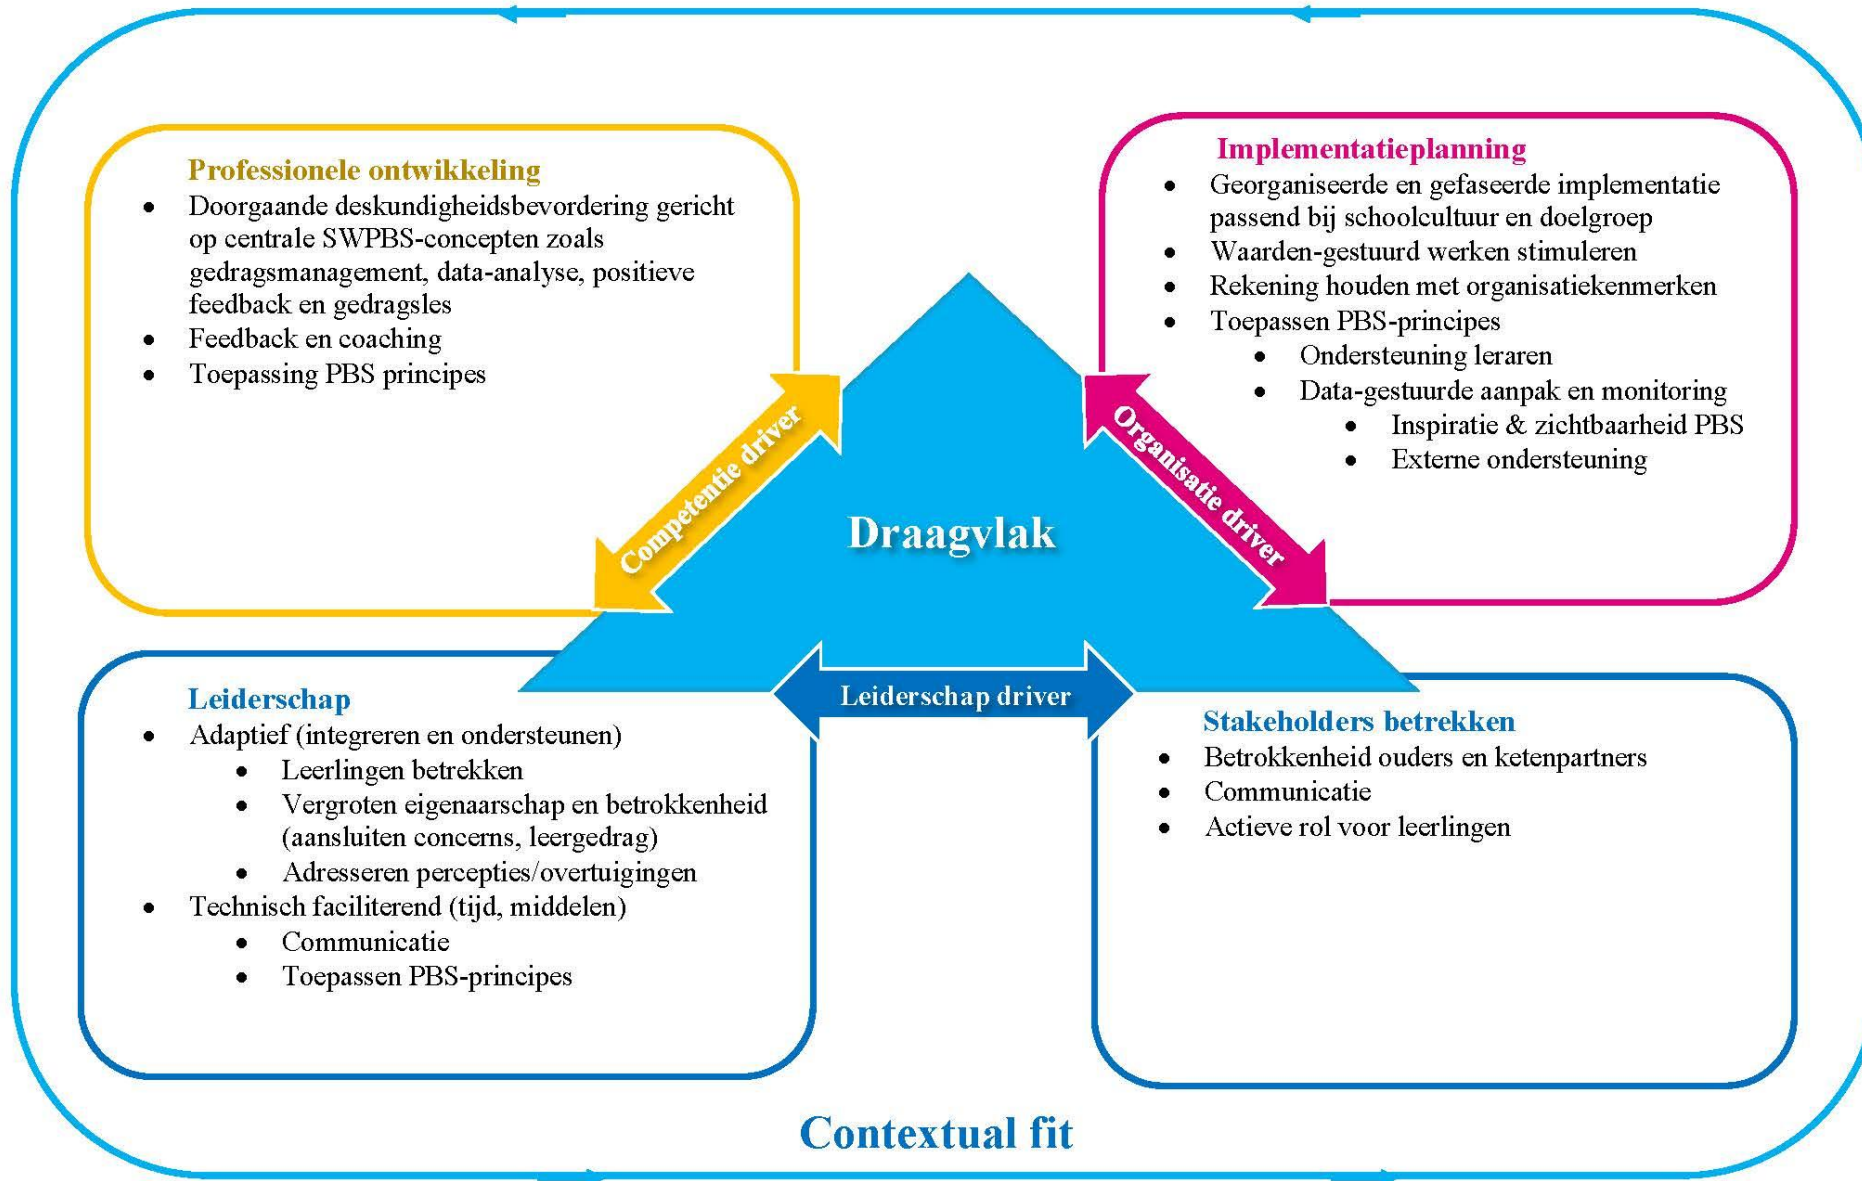 Professionele ontwikkeling
• Doorgaande deskundigheidsbevordering gericht
op centrale SWPBS-concepten zoals
gedragsmanagement, data-analyse, positieve
feedback en gedragsles
• Feedback en coaching
• Toepassing PBS principes
Implementatieplanning
• Georganiseerde en gefaseerde implementatie
passend bij schoolcultuur en doelgroep
• Waarden-gestuurd werken stimuleren
• Rekening houden met organisatiekenmerken
• Toepassen PBS-principes
• Ondersteuning leraren
• Data-gestuurde aanpak en monitoring
• Inspiratie & zichtbaarheid PBS
• Externe ondersteuning
Competentie driver
Draagvlak
Organisatie driver
Leiderschap driver
Leiderschap
• Adaptief (integreren en ondersteunen)
• Leerlingen betrekken
• Vergroten eigenaarschap en betrokkenheid
(aansluiten concerns, leergedrag)
• Adresseren percepties/overtuigingen
• Technisch faciliterend (tijd, middelen)
• Communicatie
• Toepassen PBS-principes
Stakeholders betrekken
• Betrokkenheid ouders en ketenpartners
• Communicatie
• Actieve rol voor leerlingen
Contextual fit